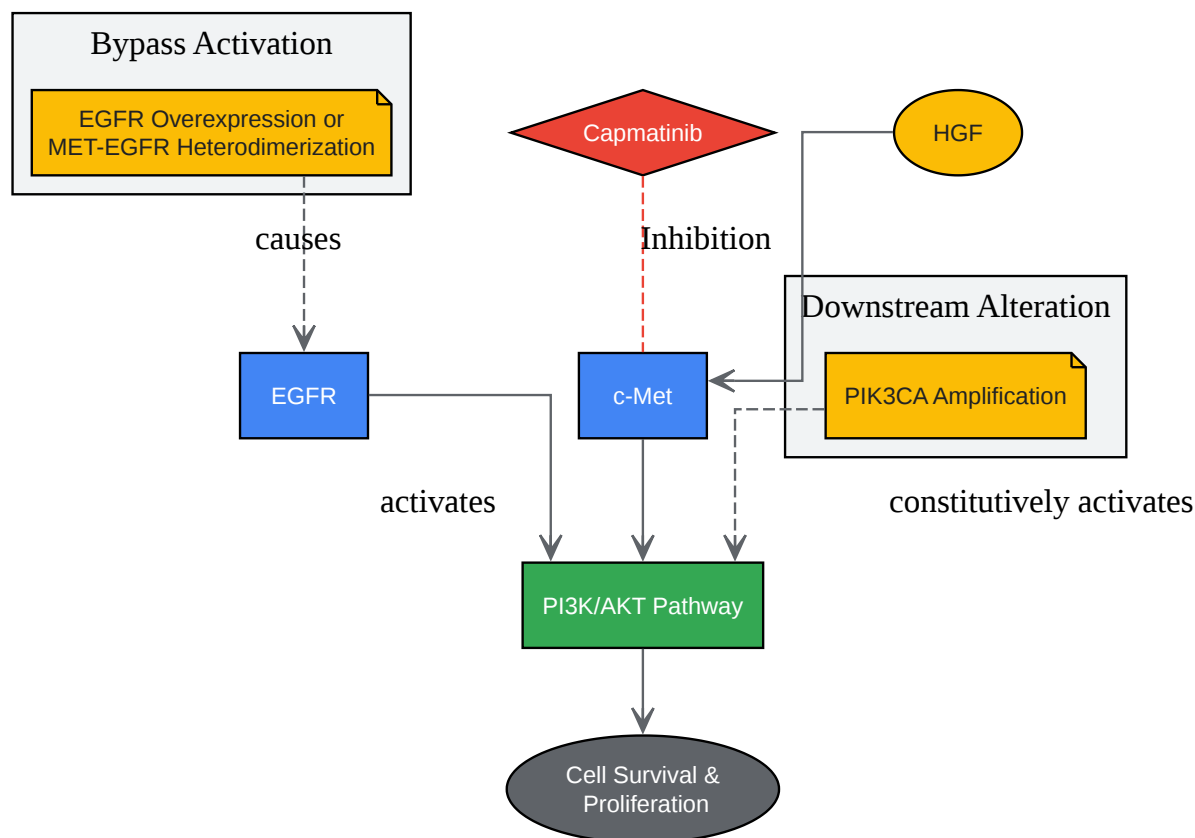 Bypass Activation
EGFR Overexpression or
MET-EGFR Heterodimerization
Capmatinib
HGF
causes
Inhibition
Downstream Alteration
EGFR
c-Met
PIK3CA Amplification
activates
constitutively activates
PI3K/AKT Pathway
Cell Survival &
Proliferation